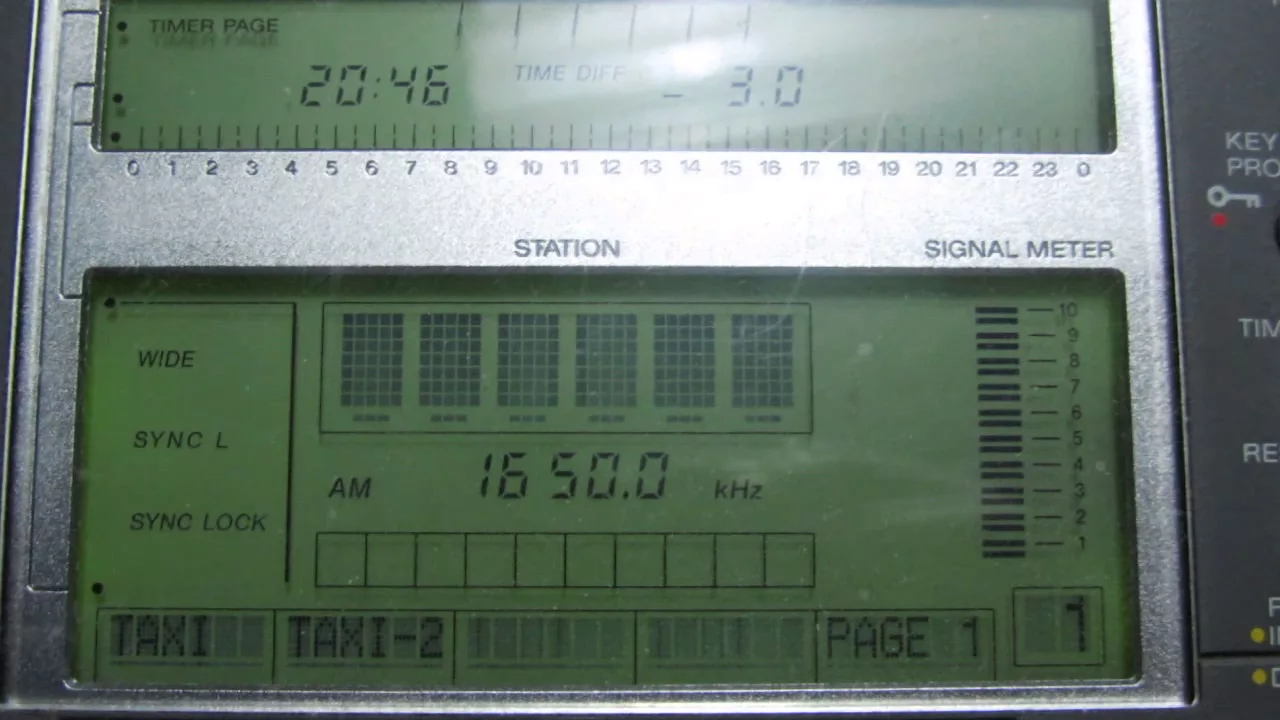 TIMER PAGE
20:46 TIME DIFF - 3.0
0 1 2 3 4 5 6 7 8 9 10 11 12 13 14 15 16 17 18 19 20 21 22 23 0
KEY
PRO
STATION SIGNAL METER
10
9
WIDE 8
7
6
SYNC L 5
4
AM 1650.0 kHz 3
SYNC LOCK 2
1
TIM
RE
TAXI TAXI-2 PAGE 1 1